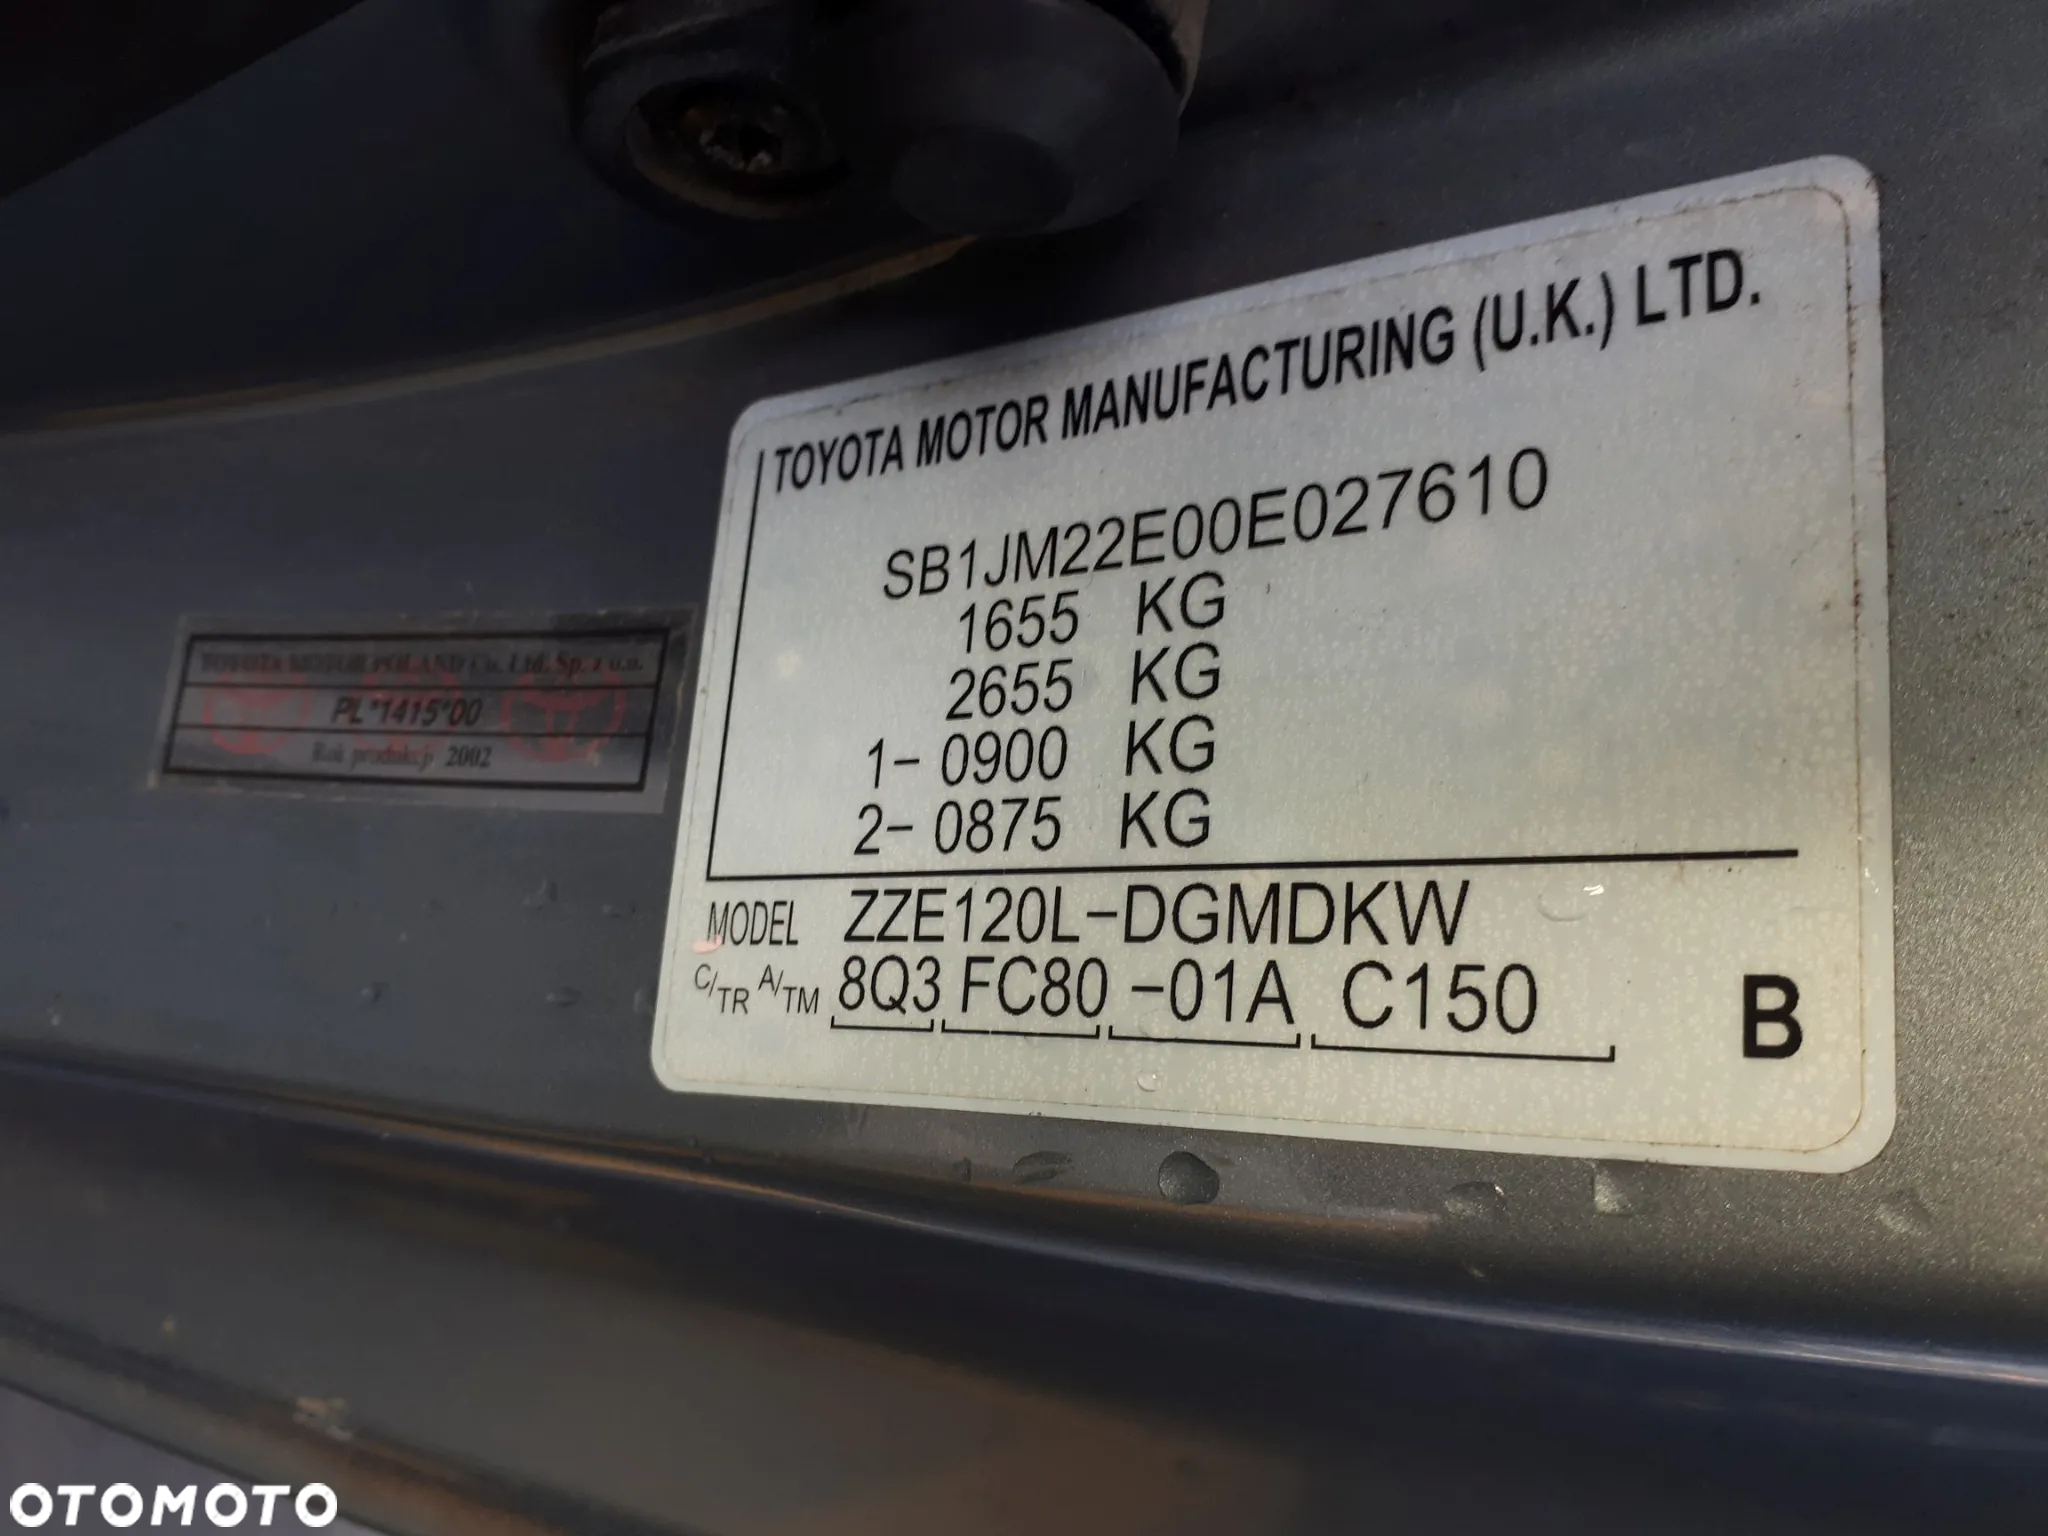 TOYOTA MOTOR MANUFACTURING (U.K.) LTD.
SB1JM22E00E027610
1655 KG
2655 KG
1- 0900 KG
2- 0875 KG
MODEL ZZE120L-DGMDKW
C/TR A/TM 8Q3 FC80 -01A C150 B
TOYOTA MOTOR POLAND Co. Ltd. Sp. z o.o.
PL*1415*00
Rok produkcji 2002
OTOMOTO